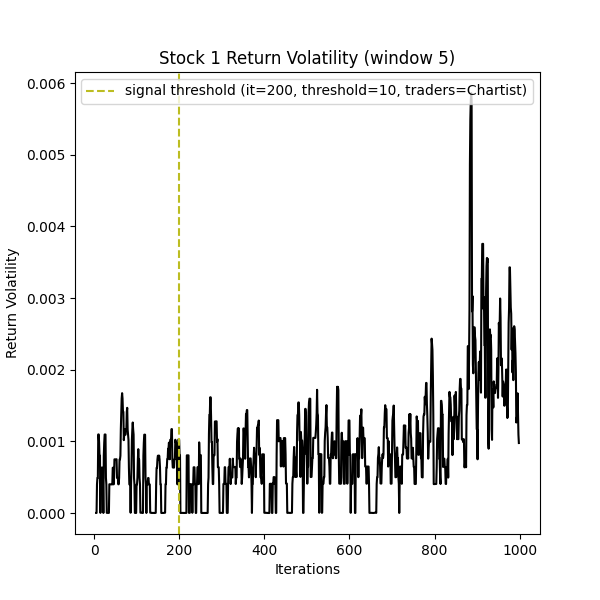 Stock 1 Return Volatility (window 5)
signal threshold (it=200, threshold=10, traders=Chartist)
0.006
0.005
0.004
0.003
0.002
0.001
0.000
Return Volatility
0 200 400 600 800 1000
Iterations